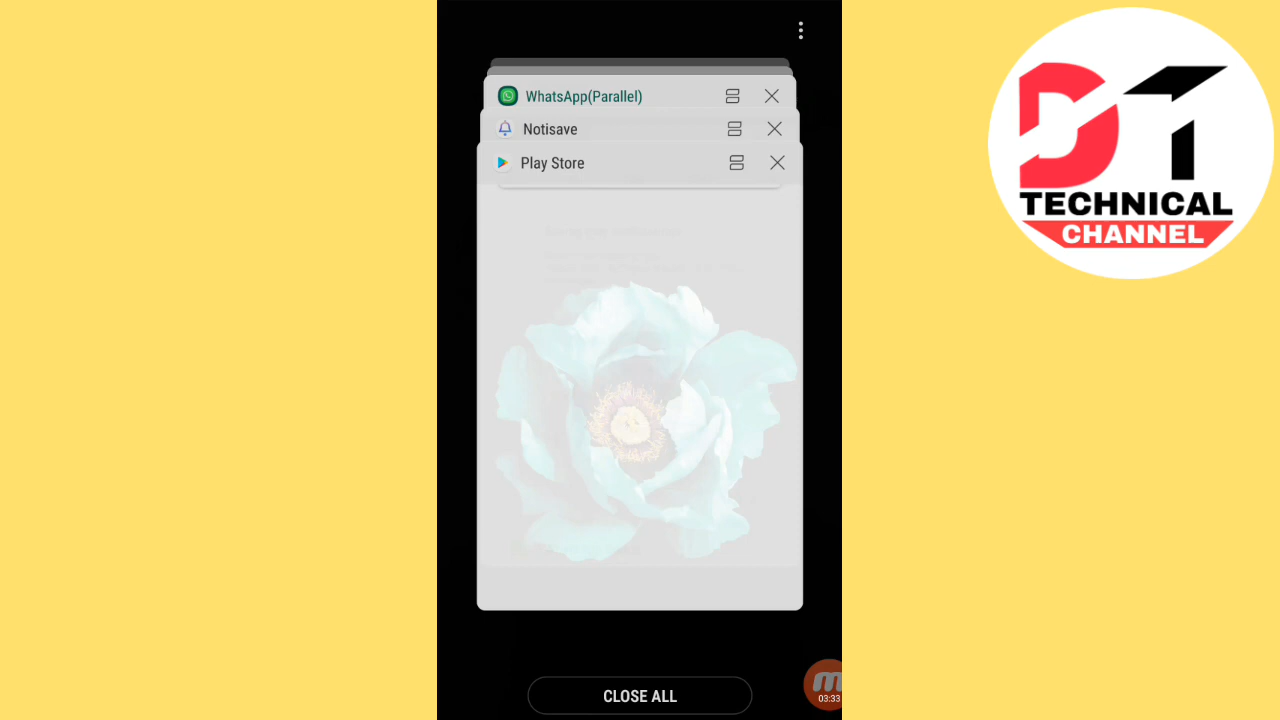 WhatsApp(Parallel)
Notisave
Play Store
CLOSE ALL
03:33
DT
TECHNICAL
CHANNEL